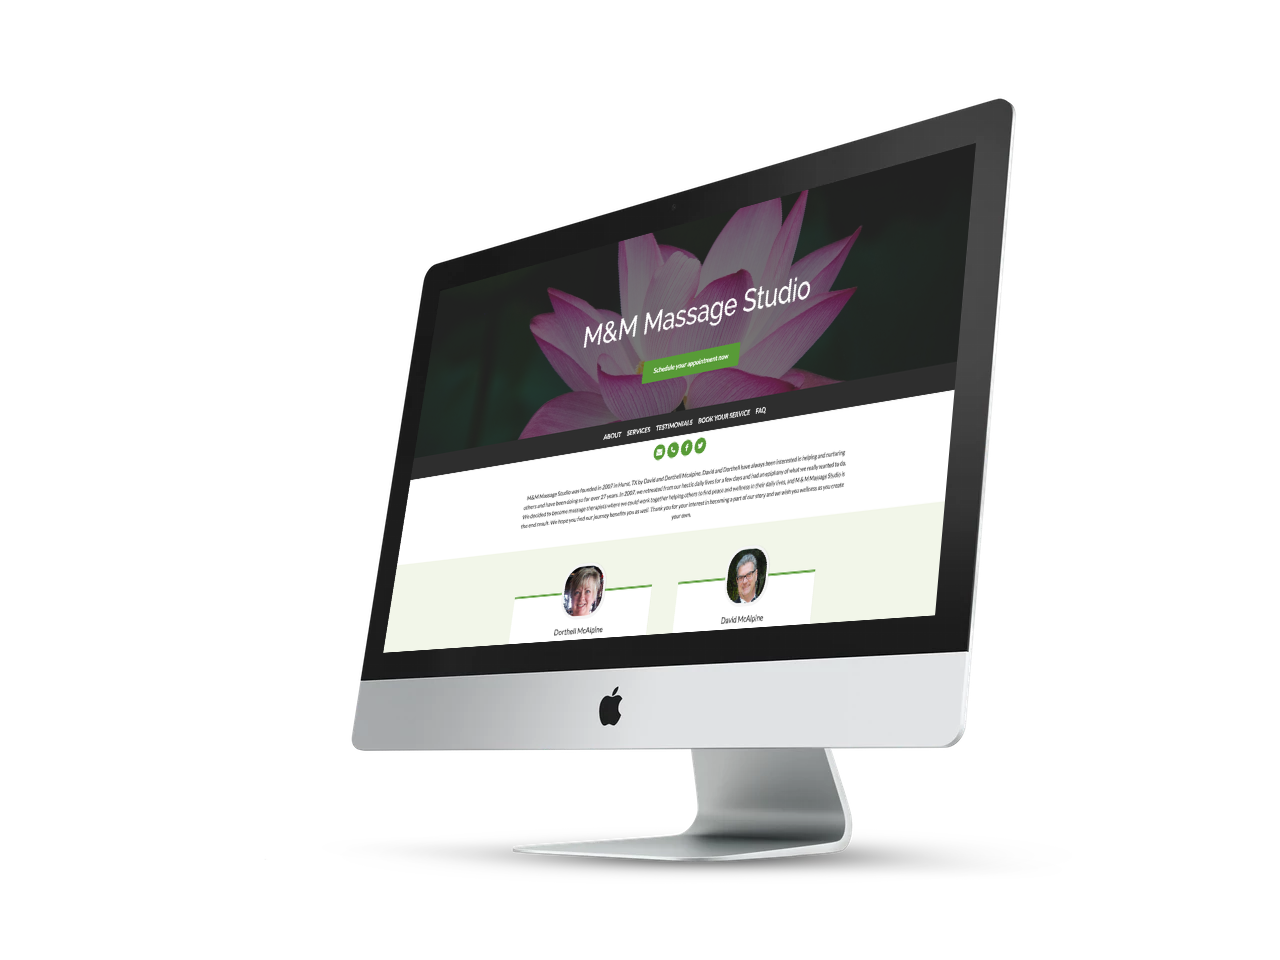 M&M Massage Studio
Schedule your appointment now
ABOUT SERVICES TESTIMONIALS BOOK YOUR SERVICE FAQ
M&M Massage Studio was founded in 2007 in Hurst, TX by David and Dorthell Mcalpine. David and Dorthell have always been interested in helping and nurturing
others and have been doing so for over 27 years. In 2007, we retreated from our hectic daily lives for a few days and had an epiphany of what we really wanted to do.
We decided to become massage therapists where we could work together helping others to find peace and wellness in their daily lives, and M & M Massage Studio is
the end result. We hope you find our journey benefits you as well. Thank you for your interest in becoming a part of our story and we wish you wellness as you create
your own.
Dorthell McAlpine
David McAlpine